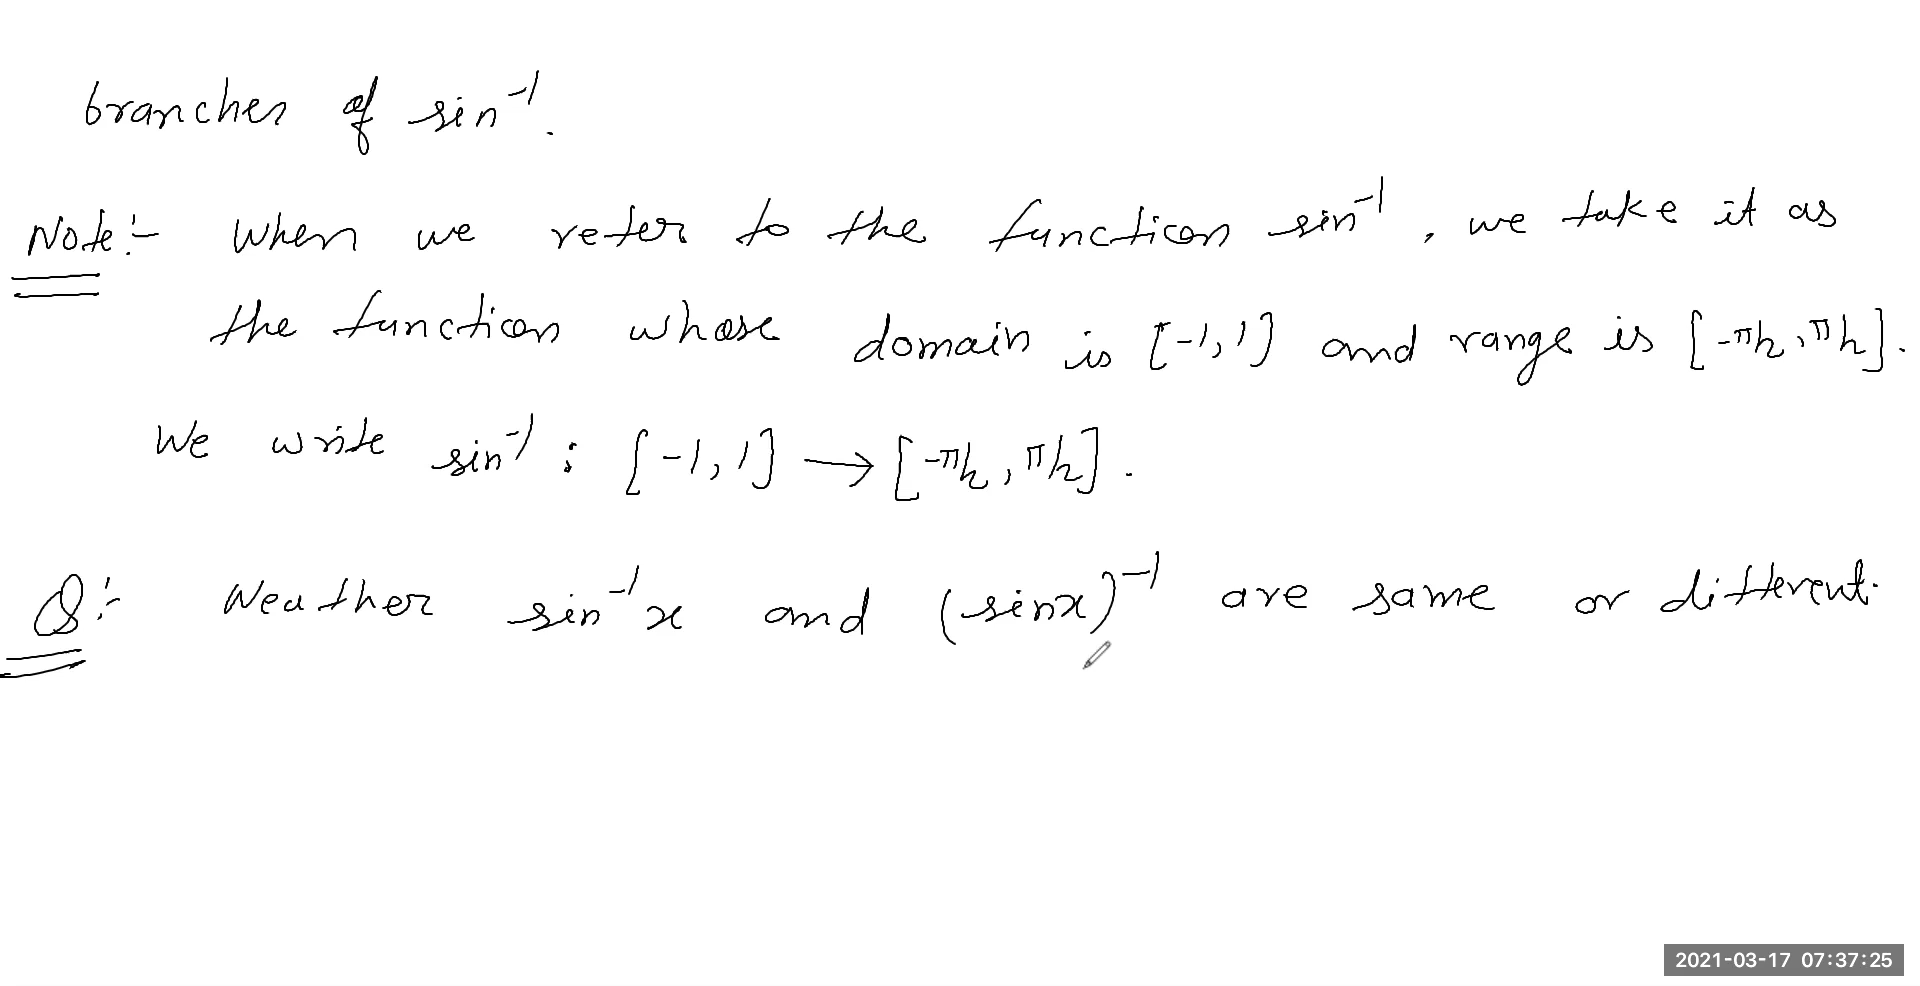 branches of sin⁻¹.
Note:- When we refer to the function sin⁻¹, we take it as
the function whose domain is [-1,1] and range is [-π/2, π/2].
We write sin⁻¹ : [-1, 1] → [-π/2, π/2].
Q:- Weather sin⁻¹x and (sinx)⁻¹ are same or different.
2021-03-17 07:37:25